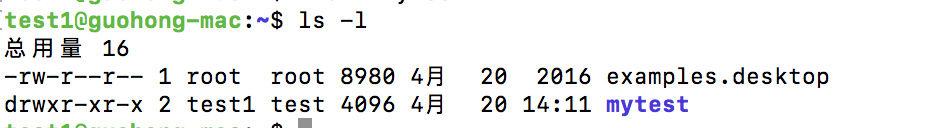 test1@guohong-mac:~$ ls -l
总用量 16
-rw-r--r-- 1 root  root 8980 4月  20  2016 examples.desktop
drwxr-xr-x 2 test1 test 4096 4月  20 14:11 mytest